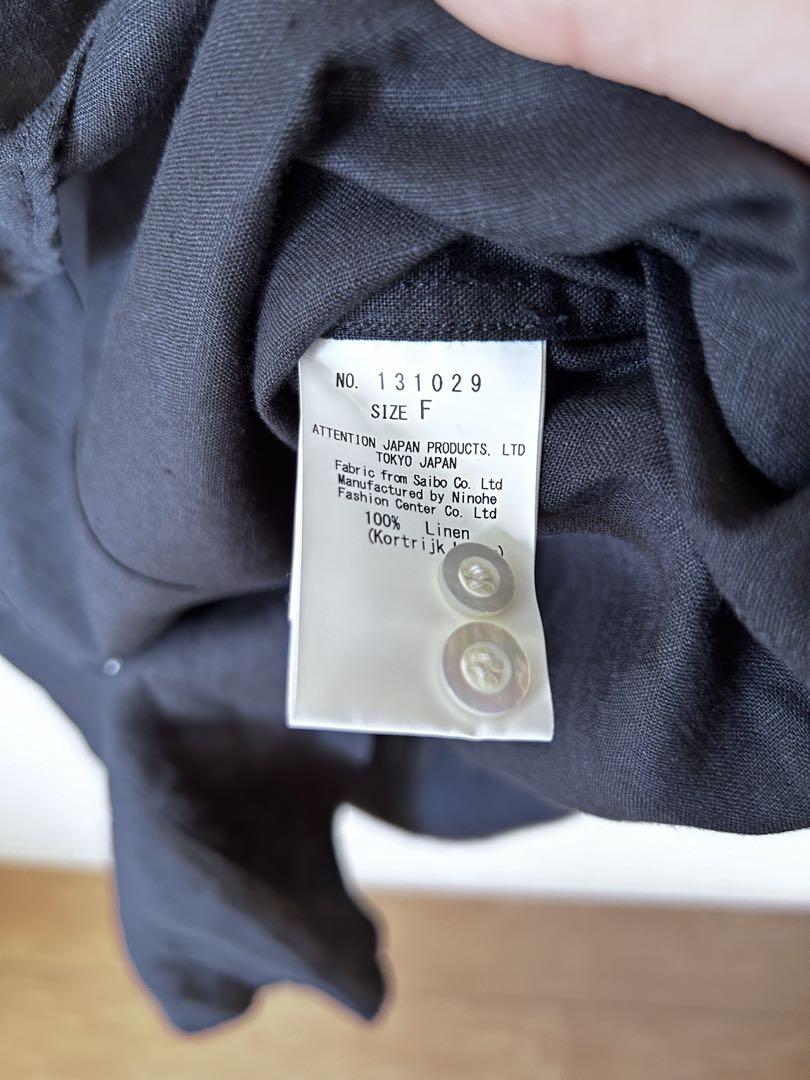 NO. 131029
SIZE F
ATTENTION JAPAN PRODUCTS, LTD
TOKYO JAPAN
Fabric from Saibo Co. Ltd
Manufactured by Ninohe
Fashion Center Co. Ltd
100% Linen
(Kortrijk